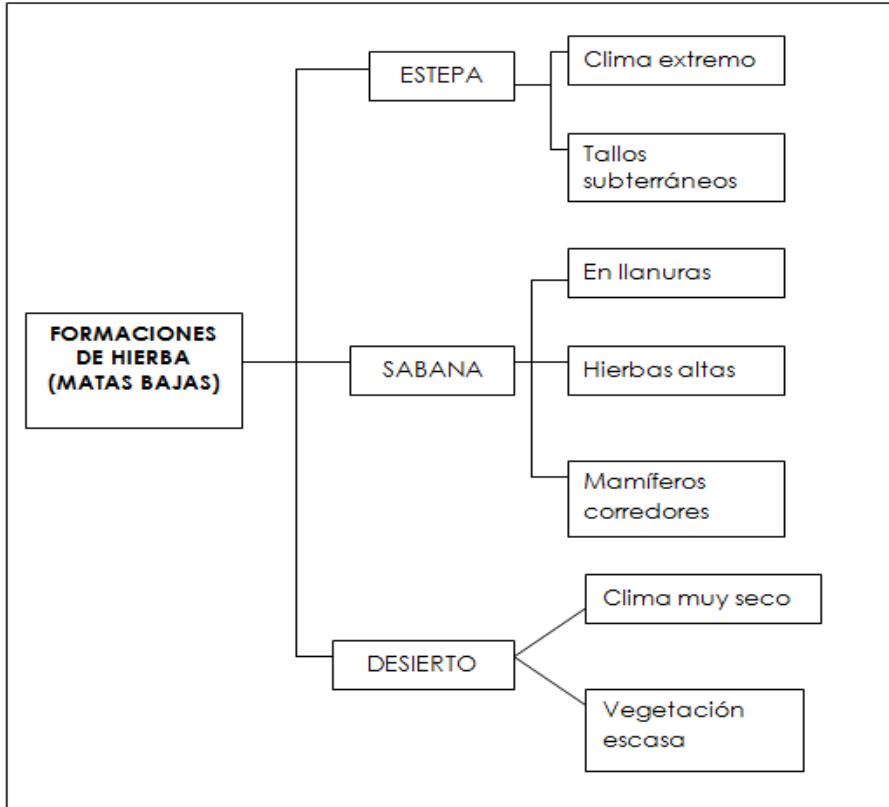 FORMACIONES
DE HIERBA
(MATAS BAJAS)
ESTEPA
Clima extremo
Tallos
subterráneos
SABANA
En llanuras
Hierbas altas
Mamíferos
corredores
DESIERTO
Clima muy seco
Vegetación
escasa